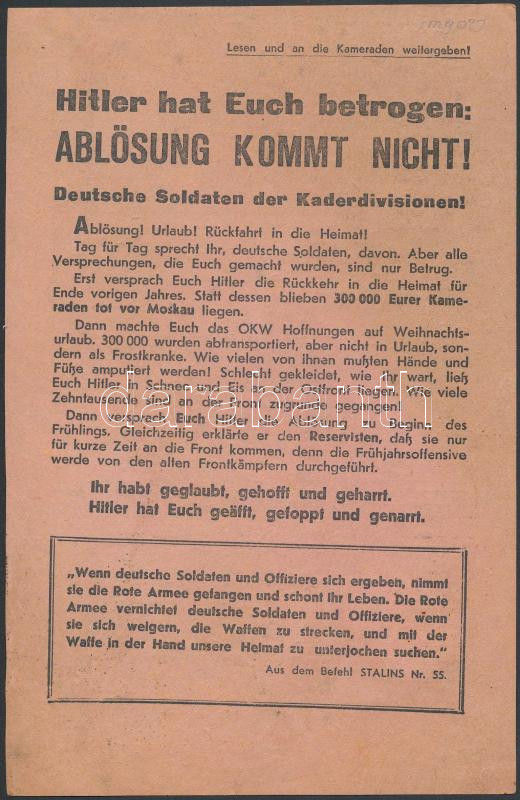 Lesen und an die Kameraden weitergeben!
Hitler hat Euch betrogen:
ABLÖSUNG KOMMT NICHT!
Deutsche Soldaten der Kaderdivisionen!
Ablösung! Urlaub! Rückfahrt in die Heimat!
Tag für Tag sprecht Ihr, deutsche Soldaten, davon. Aber alle
Versprechungen, die Euch gemacht wurden, sind nur Betrug.
Erst versprach Euch Hitler die Rückkehr in die Heimat für
Ende vorigen Jahres. Statt dessen blieben 300 000 Eurer Kame-
raden tot vor Moskau liegen.
Dann machte Euch das OKW Hoffnungen auf Weihnachts-
urlaub. 300 000 wurden abtransportiert, aber nicht in Urlaub, son-
dern als Frostkranke. Wie vielen von ihnen mußten Hände und
Füße amputiert werden! Schlecht gekleidet, wie Ihr wart, ließ
Euch Hitler in Schnee und Eis an der Ostfront liegen. Wie viele
Zehntausende sind an der Front zugrunde gegangen!
darabanth
Dann versprach Euch Hitler die Ablösung zu Beginn des
Frühlings. Gleichzeitig erklärte er den Reservisten, daß sie nur
für kurze Zeit an die Front kommen, denn die Frühjahrsoffensive
werde von den alten Frontkämpfern durchgeführt.
Ihr habt geglaubt, gehofft und geharrt.
Hitler hat Euch geäfft, gefoppt und genarrt.
„Wenn deutsche Soldaten und Offiziere sich ergeben, nimmt
sie die Rote Armee gefangen und schont ihr Leben. Die Rote
Armee vernichtet deutsche Soldaten und Offiziere, wenn
sie sich weigern, die Waffen zu strecken, und mit der
Waffe in der Hand unsere Heimat zu unterjochen suchen."
Aus dem Befehl STALINS Nr. 55.